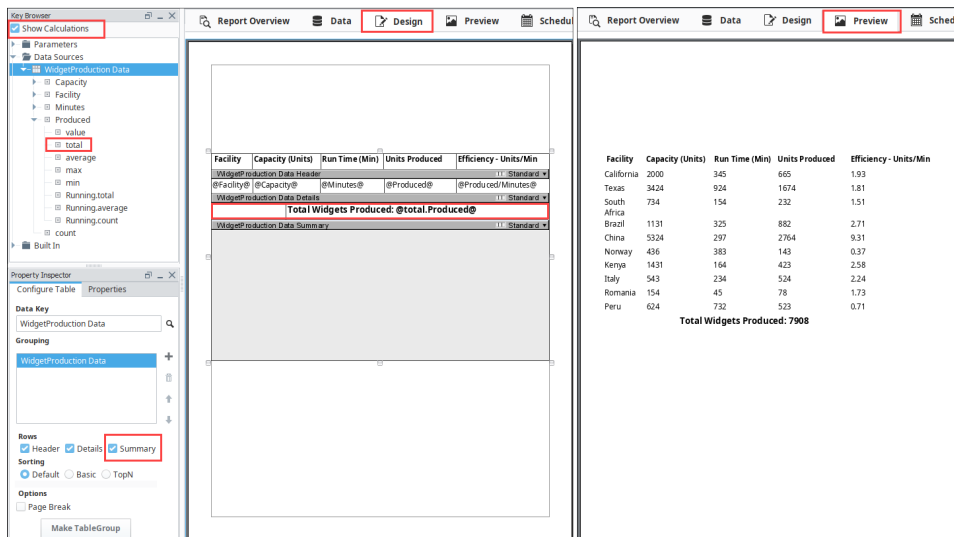 Key Browser
Show Calculations
Parameters
Data Sources
WidgetProduction Data
Capacity
Facility
Minutes
Produced
value
total
average
max
min
Running.total
Running.average
Running.count
count
Built In
Property Inspector
Configure Table Properties
Data Key
WidgetProduction Data
Grouping
WidgetProduction Data
Rows
Header Details Summary
Sorting
Default Basic TopN
Options
Page Break
Make TableGroup
Report Overview Data Design Preview Schedul
Facility Capacity (Units) Run Time (Min) Units Produced Efficiency - Units/Min
WidgetProduction Data Header Standard
@Facility@ @Capacity@ @Minutes@ @Produced@ @Produced/Minutes@
WidgetProduction Data Details Standard
Total Widgets Produced: @total.Produced@
WidgetProduction Data Summary Standard
Report Overview Data Design Preview Sched
Facility Capacity (Units) Run Time (Min) Units Produced Efficiency - Units/Min
California 2000 345 665 1.93
Texas 3424 924 1674 1.81
South 734 154 232 1.51
Africa
Brazil 1131 325 882 2.71
China 5324 297 2764 9.31
Norway 436 383 143 0.37
Kenya 1431 164 423 2.58
Italy 543 234 524 2.24
Romania 154 45 78 1.73
Peru 624 732 523 0.71
Total Widgets Produced: 7908